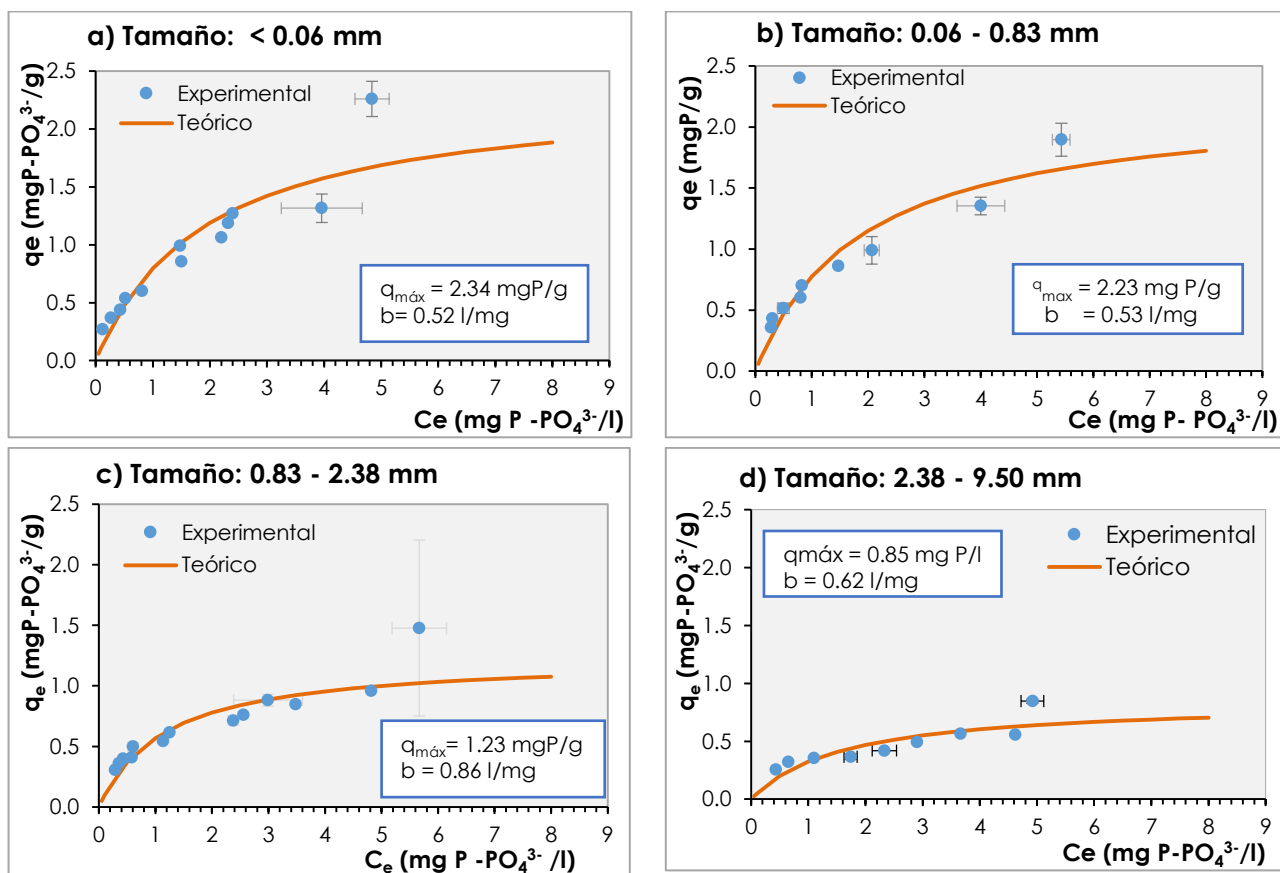 a) Tamaño: < 0.06 mm
Experimental
Teórico
qe (mgP-PO₄³⁻/g)
2.5
2.0
1.5
1.0
0.5
0.0
q máx = 2.34 mgP/g
b= 0.52 l/mg
0 1 2 3 4 5 6 7 8 9
Ce (mg P -PO₄³⁻/l)
b) Tamaño: 0.06 - 0.83 mm
Experimental
Teórico
qe (mgP/g)
2.5
2.0
1.5
1.0
0.5
0.0
q max = 2.23 mg P/g
b = 0.53 l/mg
0 1 2 3 4 5 6 7 8 9
Ce (mg P- PO₄³⁻/l)
c) Tamaño: 0.83 - 2.38 mm
Experimental
Teórico
qₑ (mgP-PO₄³⁻/g)
2.5
2.0
1.5
1.0
0.5
0.0
q máx= 1.23 mgP/g
b = 0.86 l/mg
0 1 2 3 4 5 6 7 8 9
Cₑ (mg P -PO₄³⁻ /l)
d) Tamaño: 2.38 - 9.50 mm
Experimental
Teórico
qₑ (mgP-PO₄³⁻/g)
2.5
2.0
1.5
1.0
0.5
0.0
qmáx = 0.85 mg P/l
b = 0.62 l/mg
0 1 2 3 4 5 6 7 8 9
Ce (mg P-PO₄³⁻/l)